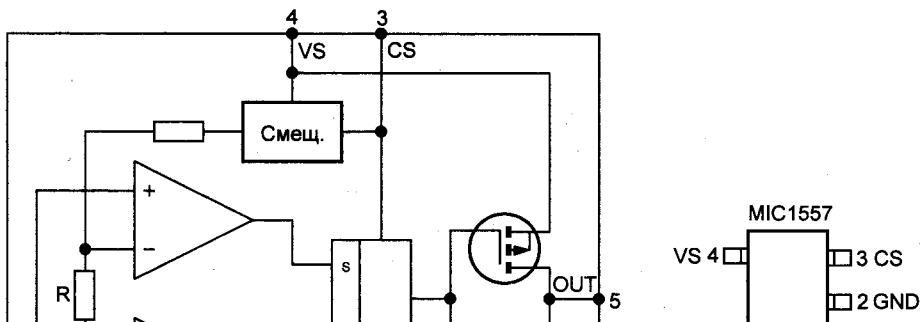 4 3
VS CS
Смещ.
+
−
S
R
OUT
5
MIC1557
VS 4
3 CS
2 GND